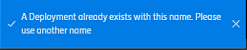 A Deployment already exists with this name. Please
use another name